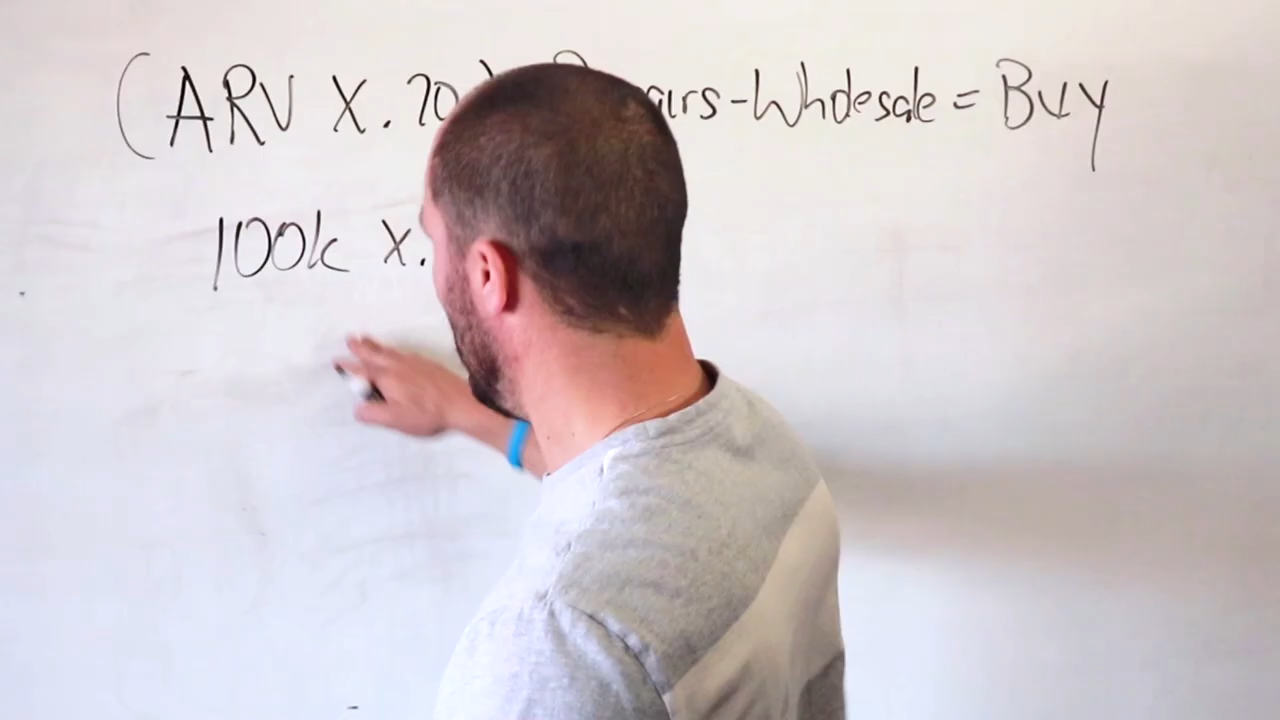 (ARV X .70) airs - Wholesale = Buy
100k x.